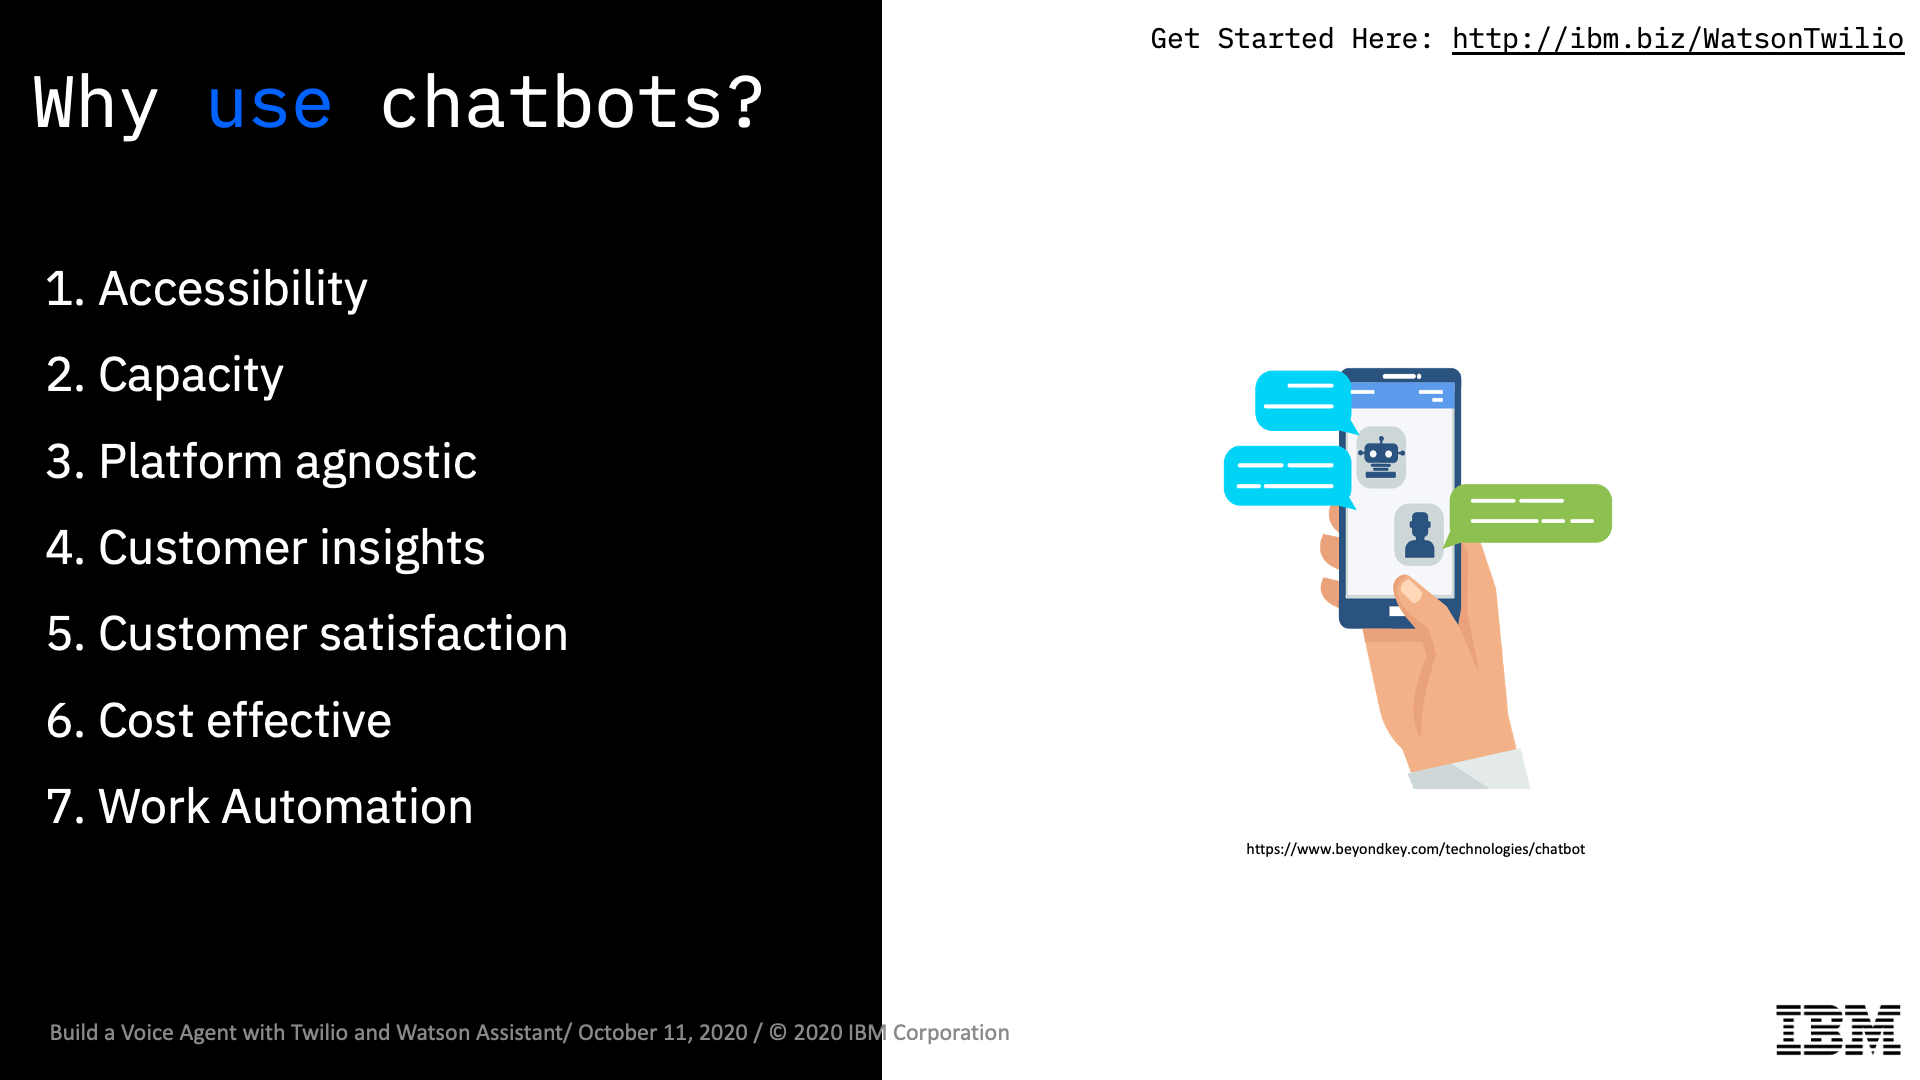 Get Started Here: http://ibm.biz/WatsonTwilio
Why use chatbots?
1. Accessibility
2. Capacity
3. Platform agnostic
4. Customer insights
5. Customer satisfaction
6. Cost effective
7. Work Automation
https://www.beyondkey.com/technologies/chatbot
Build a Voice Agent with Twilio and Watson Assistant/ October 11, 2020 / © 2020 IBM Corporation
IBM